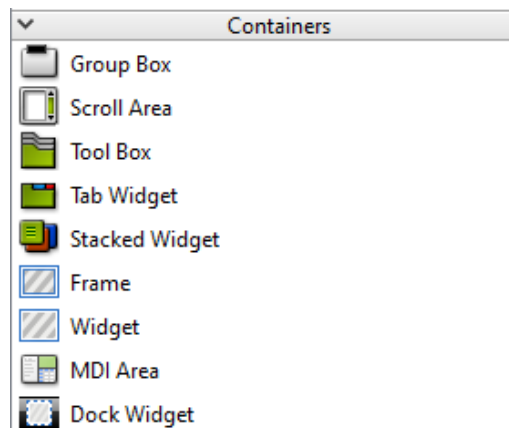 Containers
Group Box
Scroll Area
Tool Box
Tab Widget
Stacked Widget
Frame
Widget
MDI Area
Dock Widget